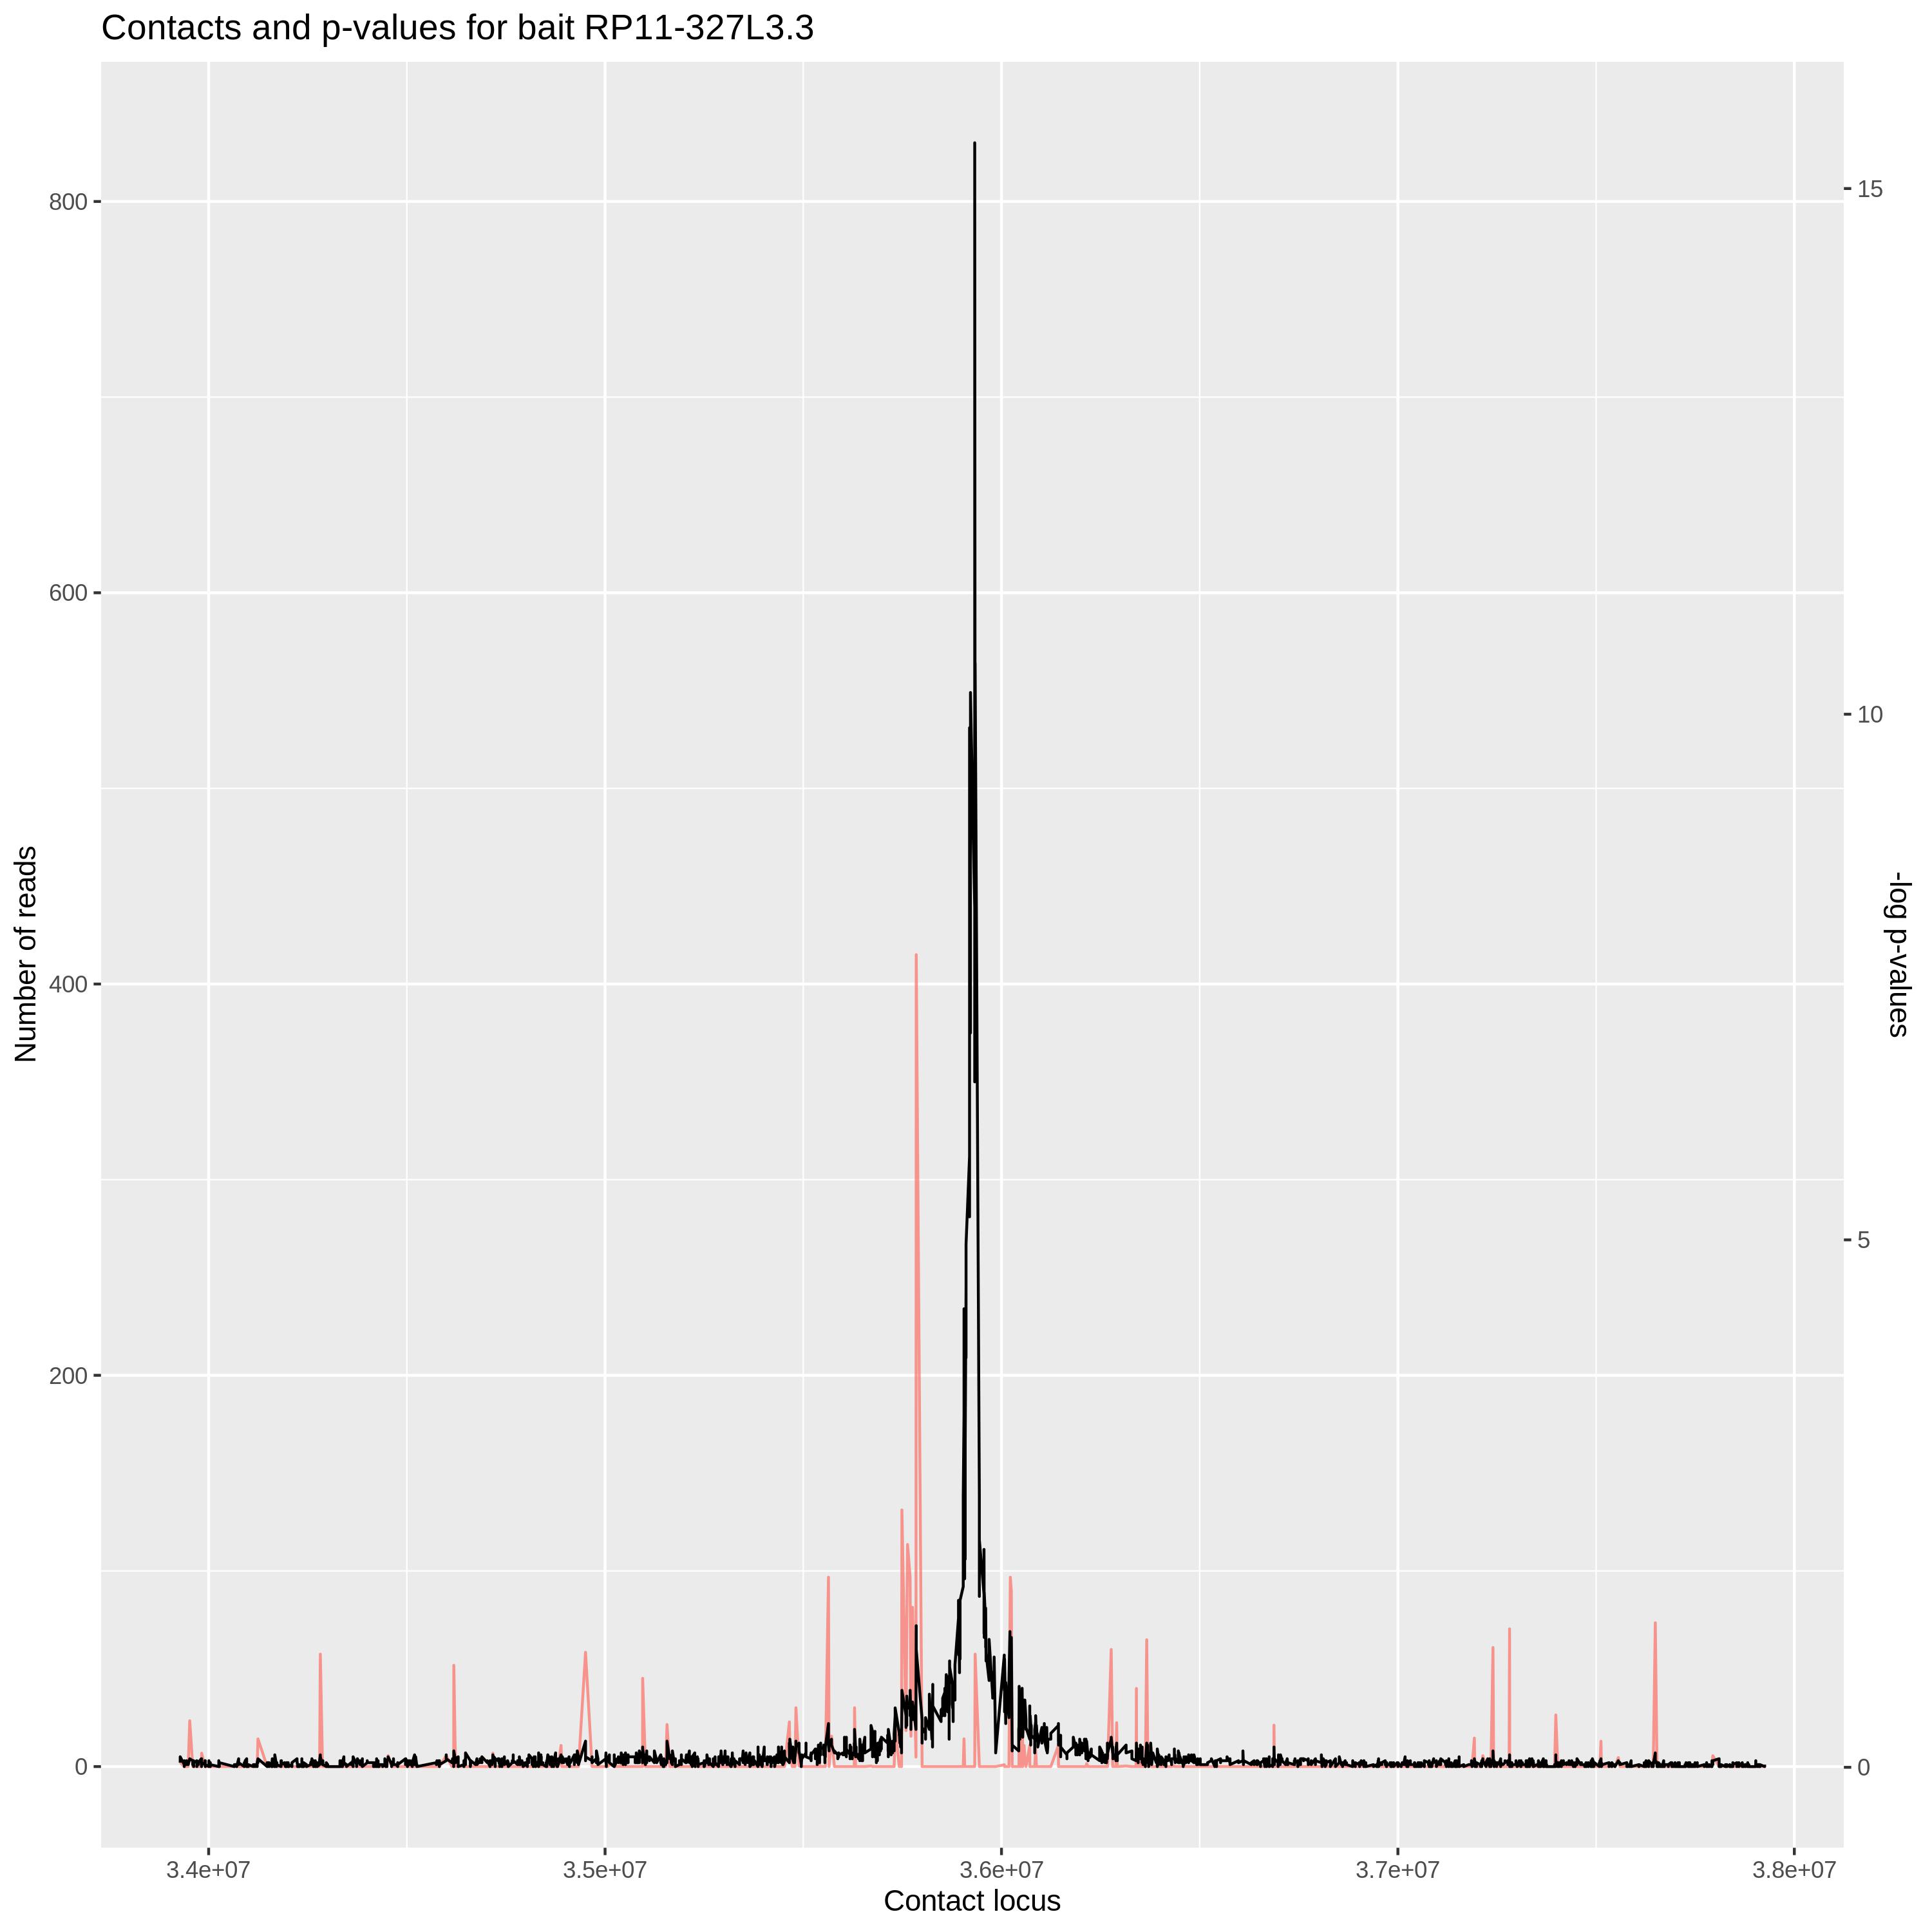 Contacts and p-values for bait RP11-327L3.3
800
600
400
200
0
15
10
5
0
Number of reads
-log p-values
3.4e+07 3.5e+07 3.6e+07 3.7e+07 3.8e+07
Contact locus